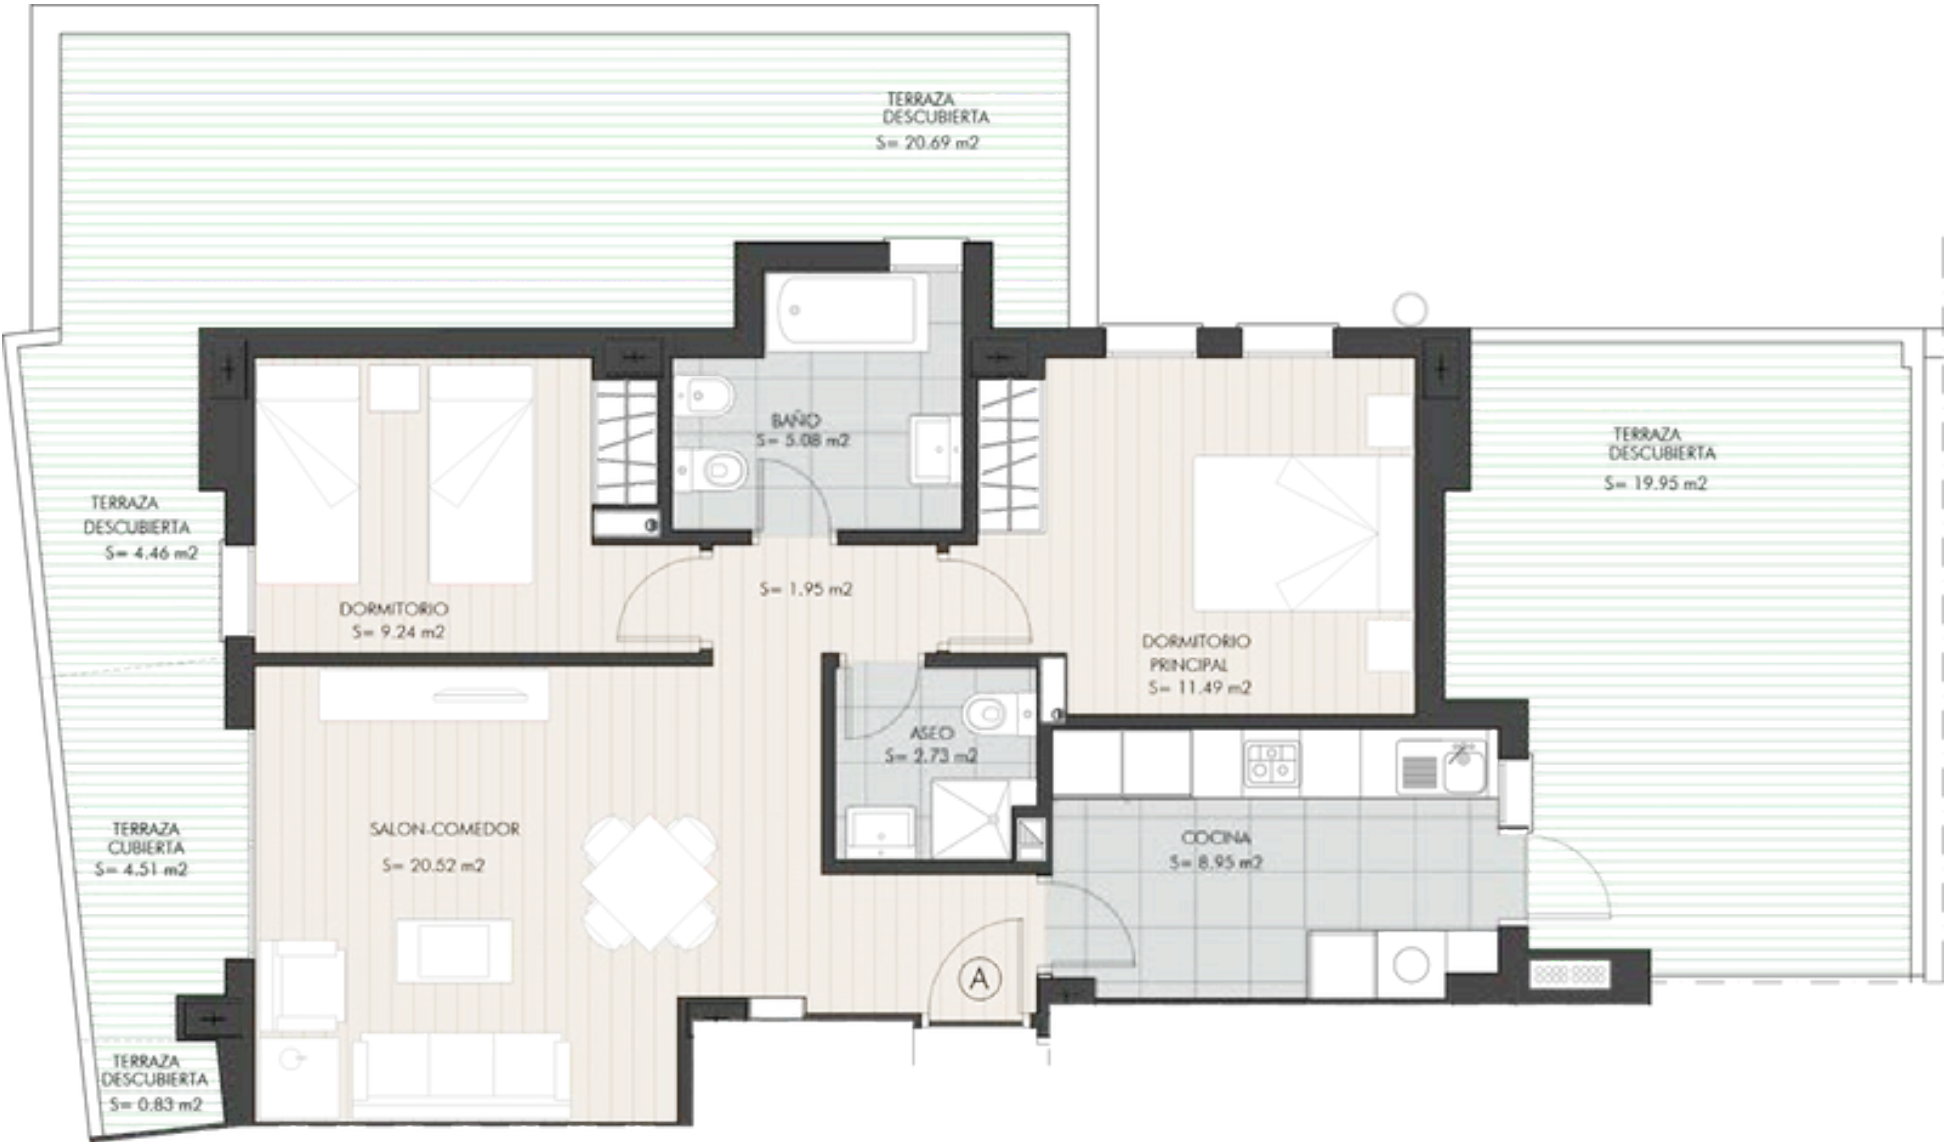 TERRAZA
DESCUBIERTA
S= 20.69 m2
BAÑO
S= 5.08 m2
TERRAZA
DESCUBIERTA
S= 19.95 m2
TERRAZA
DESCUBIERTA
S= 4.46 m2
DORMITORIO
S= 9.24 m2
S= 1.95 m2
DORMITORIO
PRINCIPAL
S= 11.49 m2
ASEO
S= 2.73 m2
TERRAZA
CUBIERTA
S= 4.51 m2
SALON-COMEDOR
S= 20.52 m2
COCINA
S= 8.95 m2
A
TERRAZA
DESCUBIERTA
S= 0.83 m2